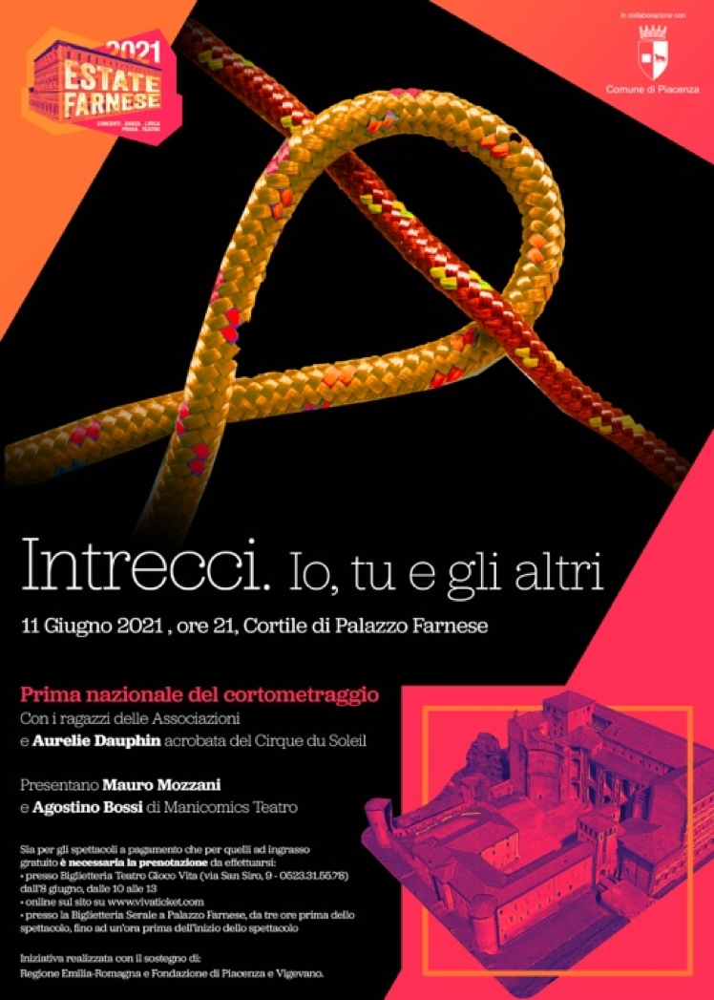 2021
ESTATE
FARNESE
CONCERTI . DANZA . LIRICA
PROSA . TEATRO
In collaborazione con
Comune di Piacenza
Intrecci. Io, tu e gli altri
11 Giugno 2021 , ore 21, Cortile di Palazzo Farnese
Prima nazionale del cortometraggio
Con i ragazzi delle Associazioni
e Aurelie Dauphin acrobata del Cirque du Soleil
Presentano Mauro Mozzani
e Agostino Bossi di Manicomics Teatro
Sia per gli spettacoli a pagamento che per quelli ad ingrasso
gratuito è necessaria la prenotazione da effettuarsi:
• presso Biglietteria Teatro Gioco Vita (via San Siro, 9 - 0523.31.55.78)
dall'8 giugno, dalle 10 alle 13
• online sul sito su www.vivaticket.com
• presso la Biglietteria Serale a Palazzo Farnese, da tre ore prima dello
spettacolo, fino ad un'ora prima dell'inizio dello spettacolo
Iniziativa realizzata con il sostegno di:
Regione Emilia-Romagna e Fondazione di Piacenza e Vigevano.